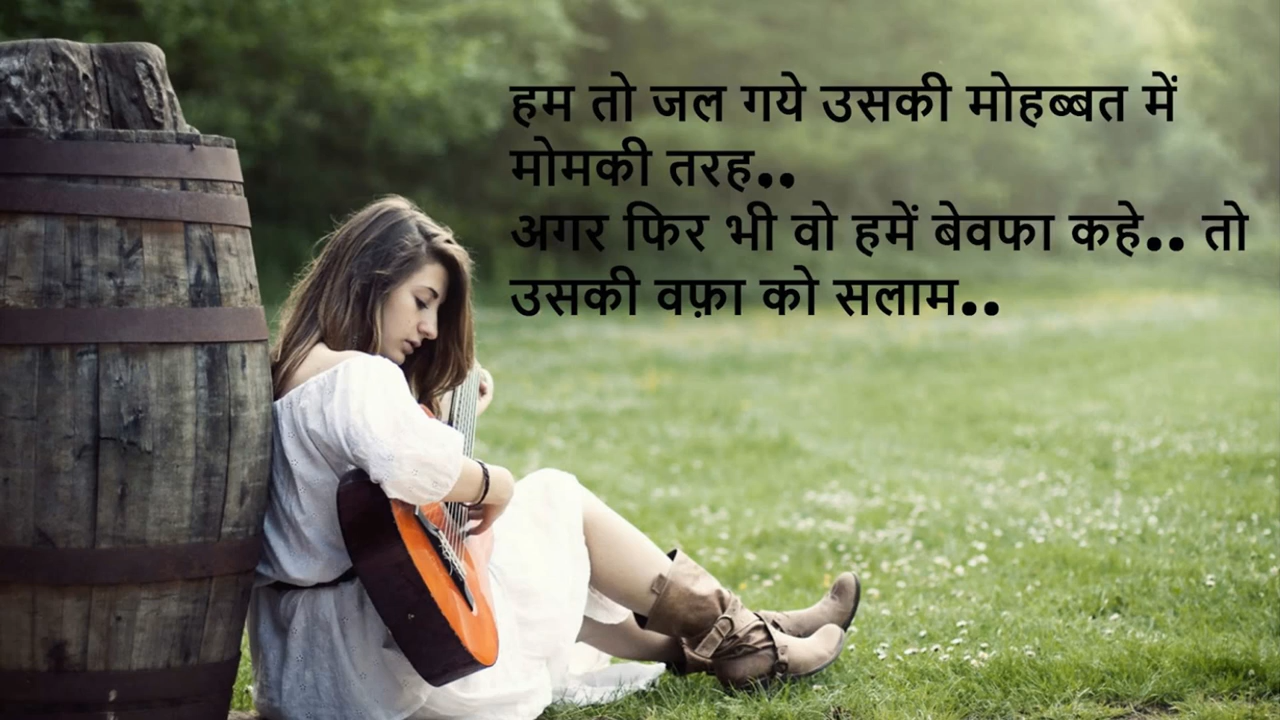 हम तो जल गये उसकी मोहब्बत में
मोमकी तरह..
अगर फिर भी वो हमें बेवफा कहे.. तो
उसकी वफ़ा को सलाम..